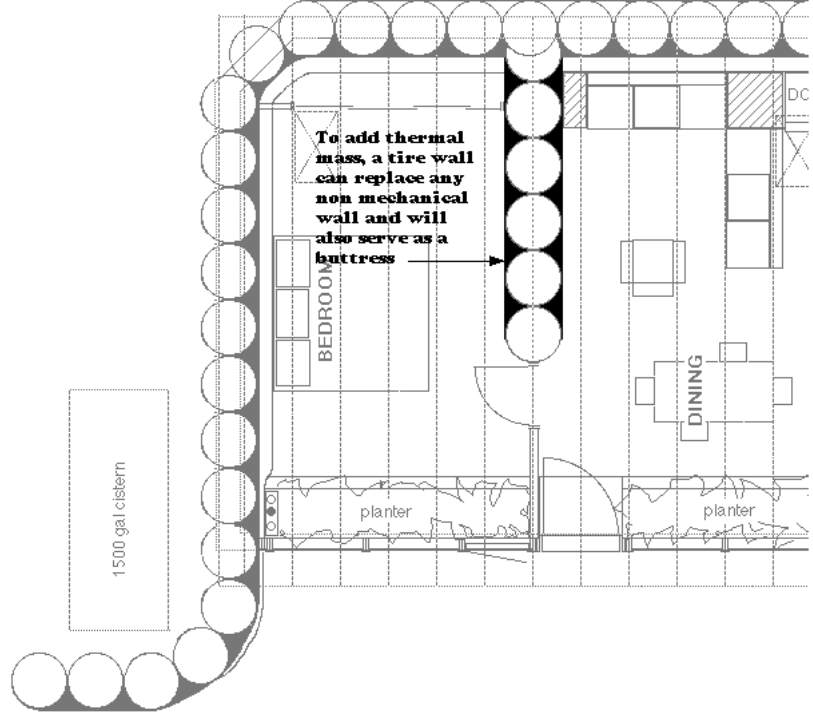 DO
To add thermal
mass, a tire wall
can replace any
non mechanical
wall and will
also serve as a
buttress
BEDROOM
DINING
1500 gal cistern
planter
planter